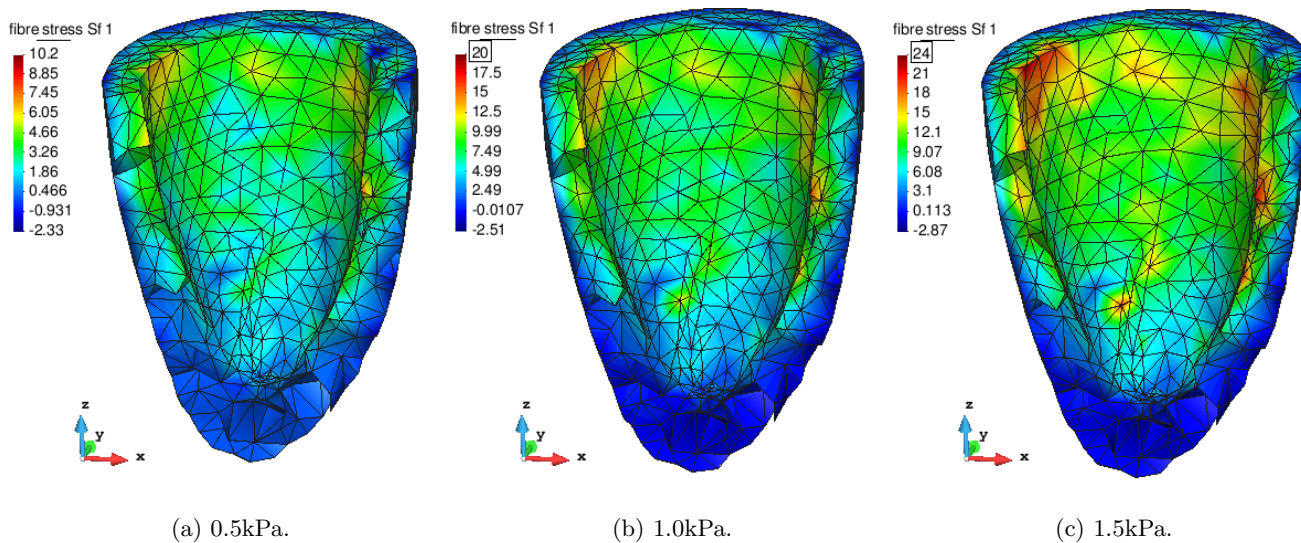 fibre stress Sf 1
10.2
8.85
7.45
6.05
4.66
3.26
1.86
0.466
-0.931
-2.33
z
y
x
(a) 0.5kPa.
fibre stress Sf 1
20
17.5
15
12.5
9.999
7.49
4.99
2.49
-0.0107
-2.51
z
y
x
(b) 1.0kPa.
fibre stress Sf 1
24
21
18
15
12.1
9.07
6.08
3.1
0.113
-2.87
z
y
x
(c) 1.5kPa.